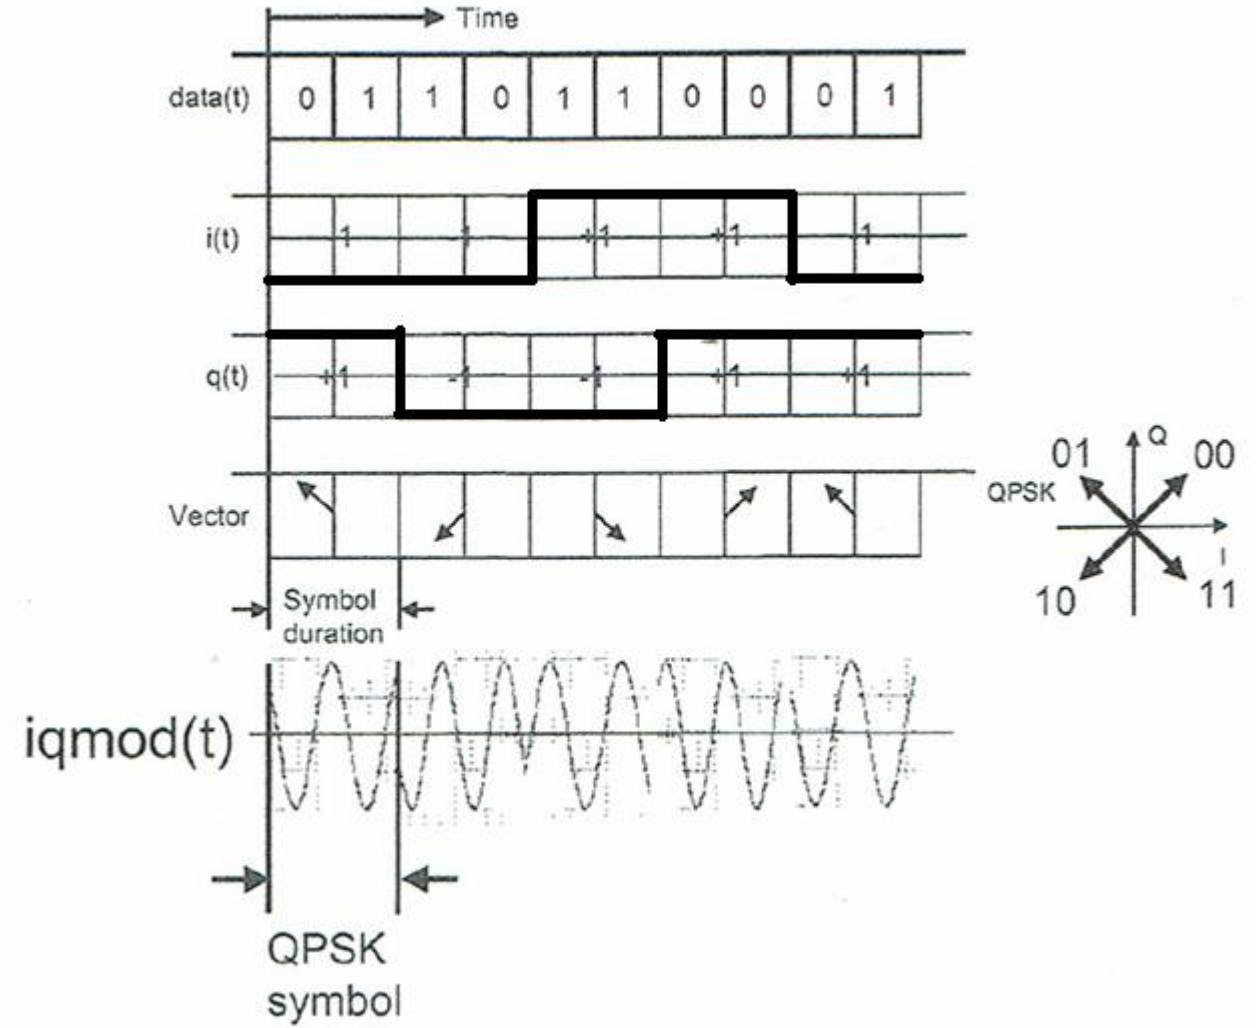 Time
data(t) 0 1 1 0 1 1 0 0 0 1
i(t) -1 -1 +1 +1 -1
q(t) +1 -1 -1 +1 +1
Vector
QPSK
Q
01 00
I
10 11
Symbol
duration
iqmod(t)
QPSK
symbol